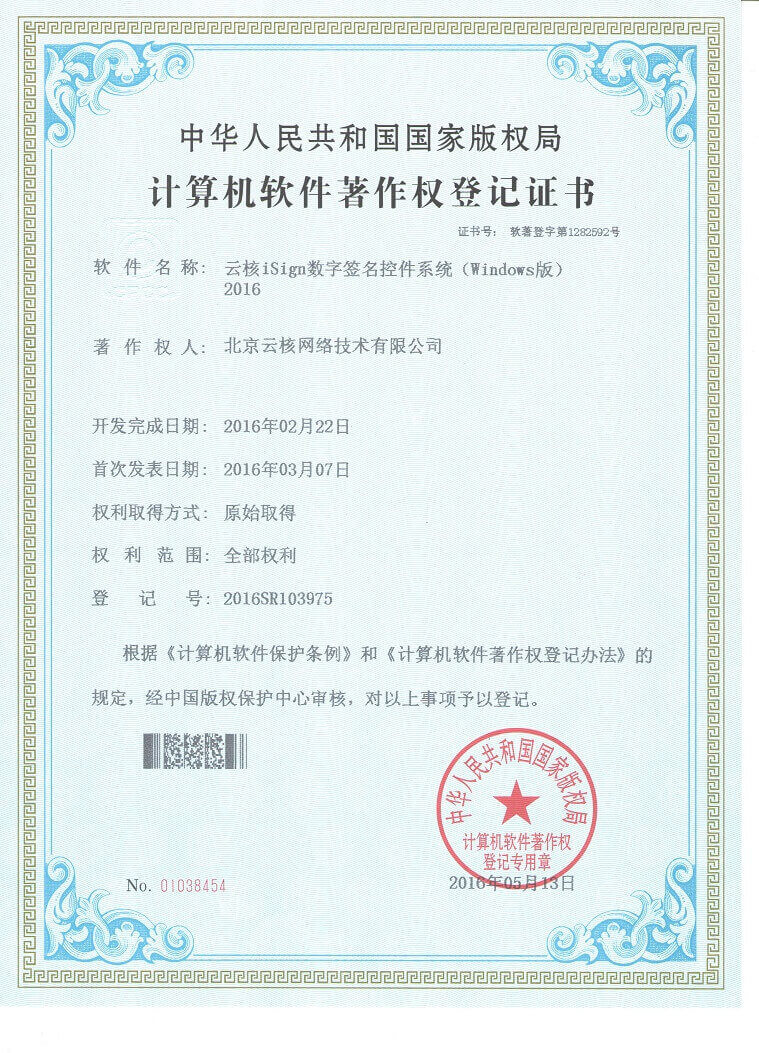 中华人民共和国国家版权局
计算机软件著作权登记证书
证书号： 软著登字第1282592号
软件名称： 云核iSign数字签名控件系统（Windows版）
2016
著作权人： 北京云核网络技术有限公司
开发完成日期： 2016年02月22日
首次发表日期： 2016年03月07日
权利取得方式： 原始取得
权利范围： 全部权利
登记号： 2016SR103975
根据《计算机软件保护条例》和《计算机软件著作权登记办法》的
规定，经中国版权保护中心审核，对以上事项予以登记。
中华人民共和国国家版权局
计算机软件著作权
登记专用章
No. 01038454
2016年05月13日